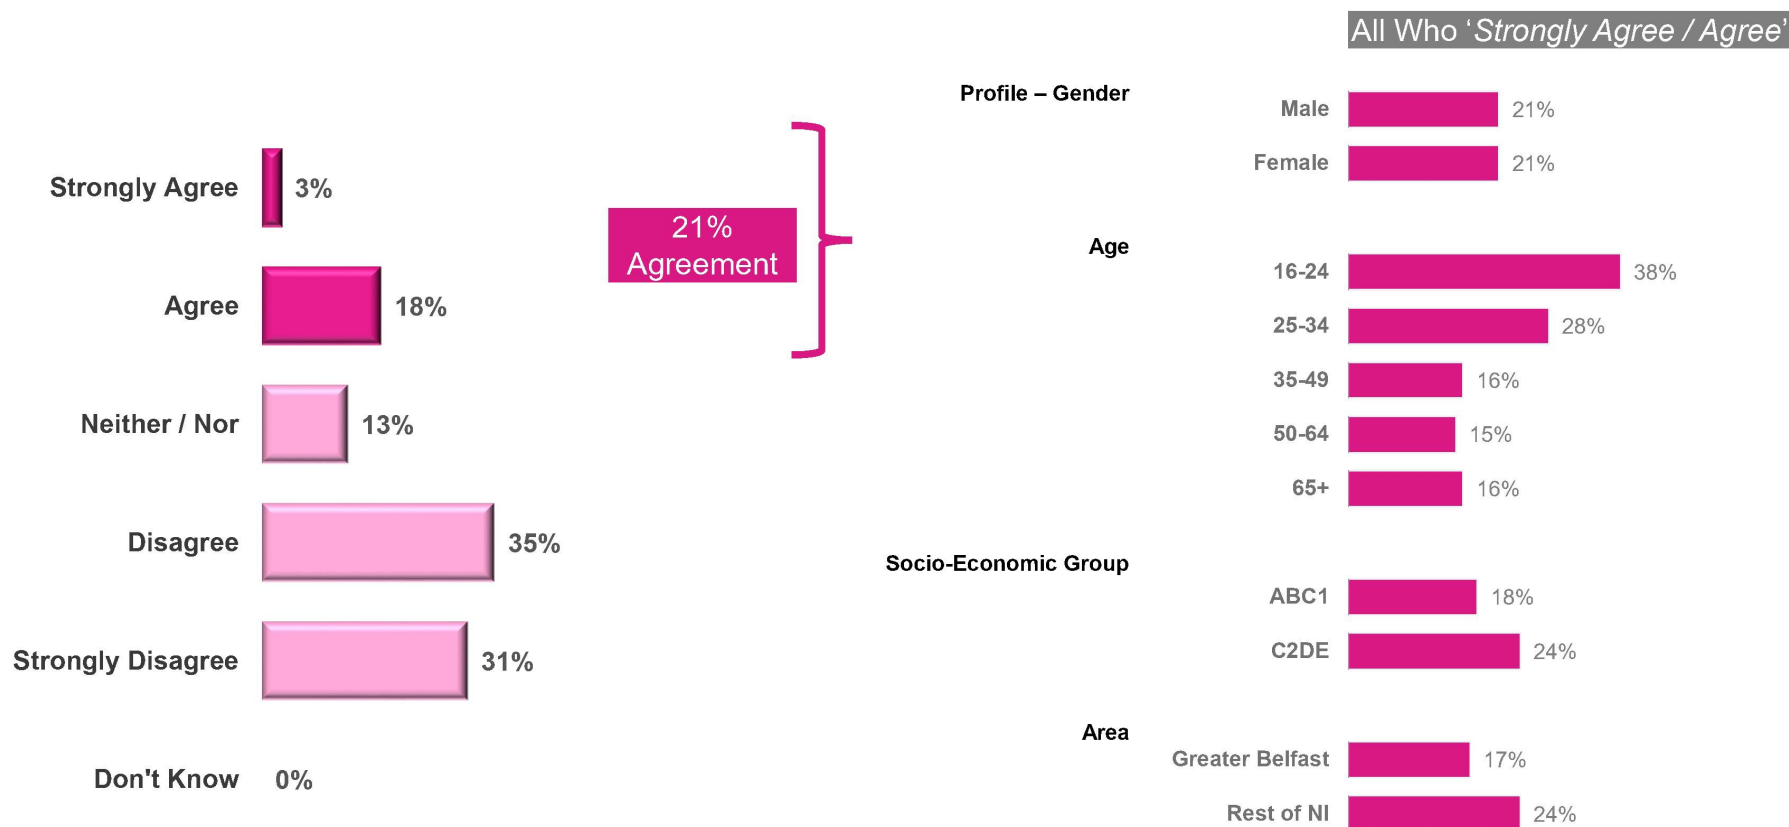 All Who ‘Strongly Agree / Agree’
Strongly Agree 3%
Agree 18%
Neither / Nor 13%
Disagree 35%
Strongly Disagree 31%
Don't Know 0%
21%
Agreement
Profile – Gender
Male 21%
Female 21%
Age
16-24 38%
25-34 28%
35-49 16%
50-64 15%
65+ 16%
Socio-Economic Group
ABC1 18%
C2DE 24%
Area
Greater Belfast 17%
Rest of NI 24%